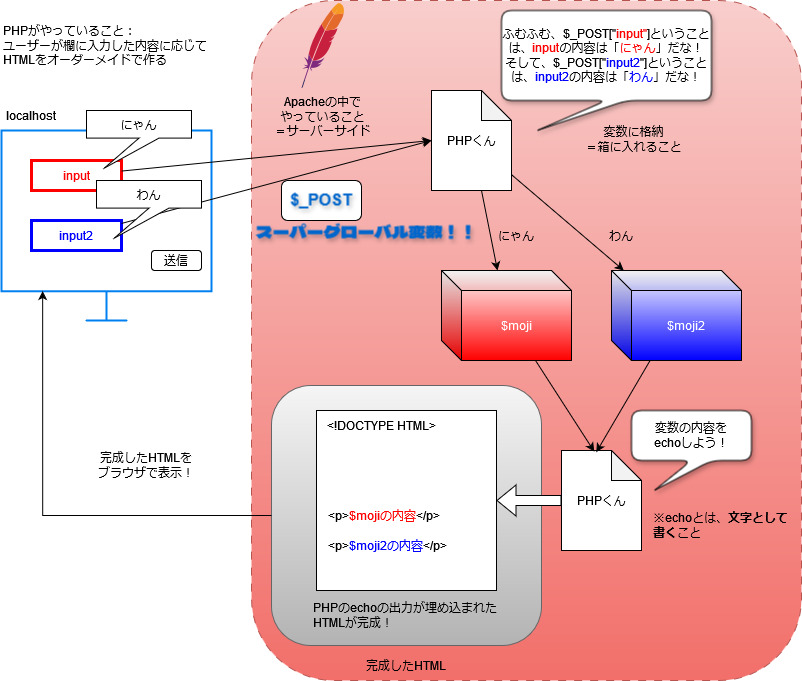 PHPがやっていること：
ユーザーが欄に入力した内容に応じて
HTMLをオーダーメイドで作る
localhost
にゃん
input
わん
input2
送信
Apacheの中で
やっていること
＝サーバーサイド
ふむふむ、$_POST["input"]ということ
は、inputの内容は「にゃん」だな！
そして、$_POST["input2"]ということ
は、input2の内容は「わん」だな！
PHPくん
変数に格納
＝箱に入れること
$_POST
スーパーグローバル変数！！
にゃん
わん
$moji
$moji2
変数の内容を
echoしよう！
PHPくん
※echoとは、文字として
書くこと
<!DOCTYPE HTML>
<p>$mojiの内容</p>
<p>$moji2の内容</p>
PHPのechoの出力が埋め込まれた
HTMLが完成！
完成したHTML
完成したHTMLを
ブラウザで表示！